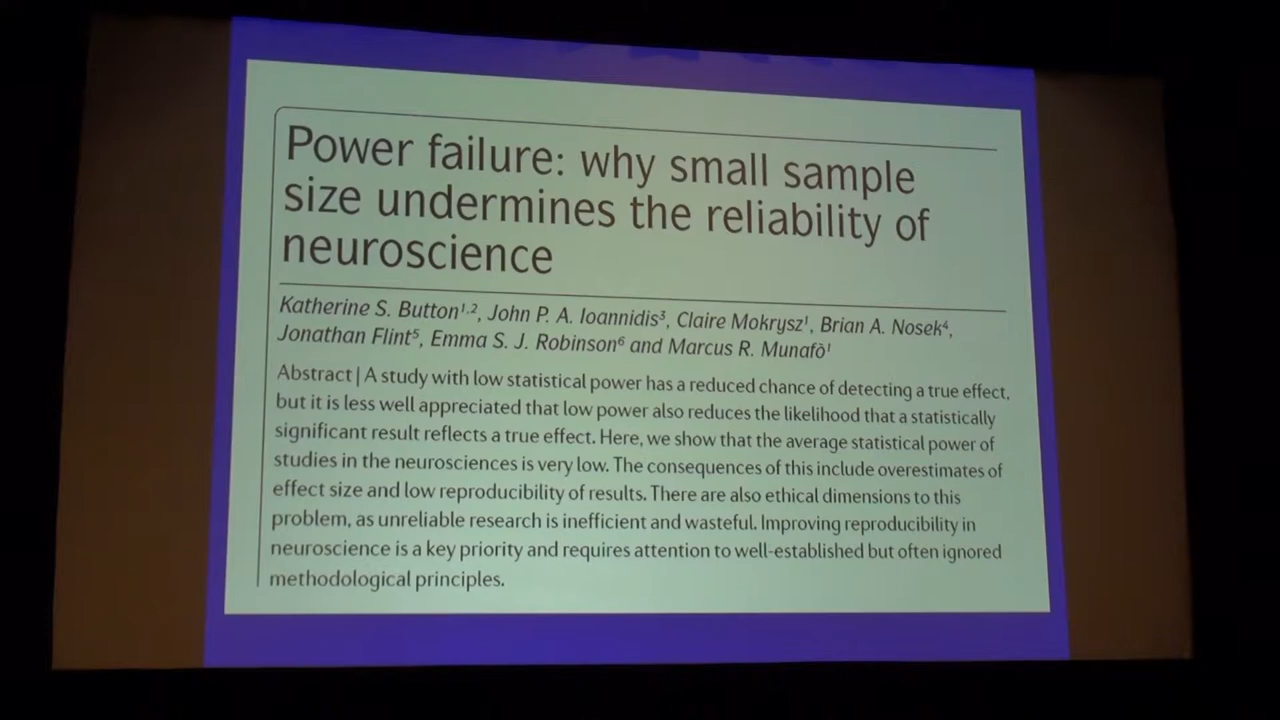 Power failure: why small sample
size undermines the reliability of
neuroscience
Katherine S. Button¹,², John P. A. Ioannidis³, Claire Mokrysz¹, Brian A. Nosek⁴,
Jonathan Flint⁵, Emma S. J. Robinson⁶ and Marcus R. Munafò¹
Abstract | A study with low statistical power has a reduced chance of detecting a true effect,
but it is less well appreciated that low power also reduces the likelihood that a statistically
significant result reflects a true effect. Here, we show that the average statistical power of
studies in the neurosciences is very low. The consequences of this include overestimates of
effect size and low reproducibility of results. There are also ethical dimensions to this
problem, as unreliable research is inefficient and wasteful. Improving reproducibility in
neuroscience is a key priority and requires attention to well-established but often ignored
methodological principles.